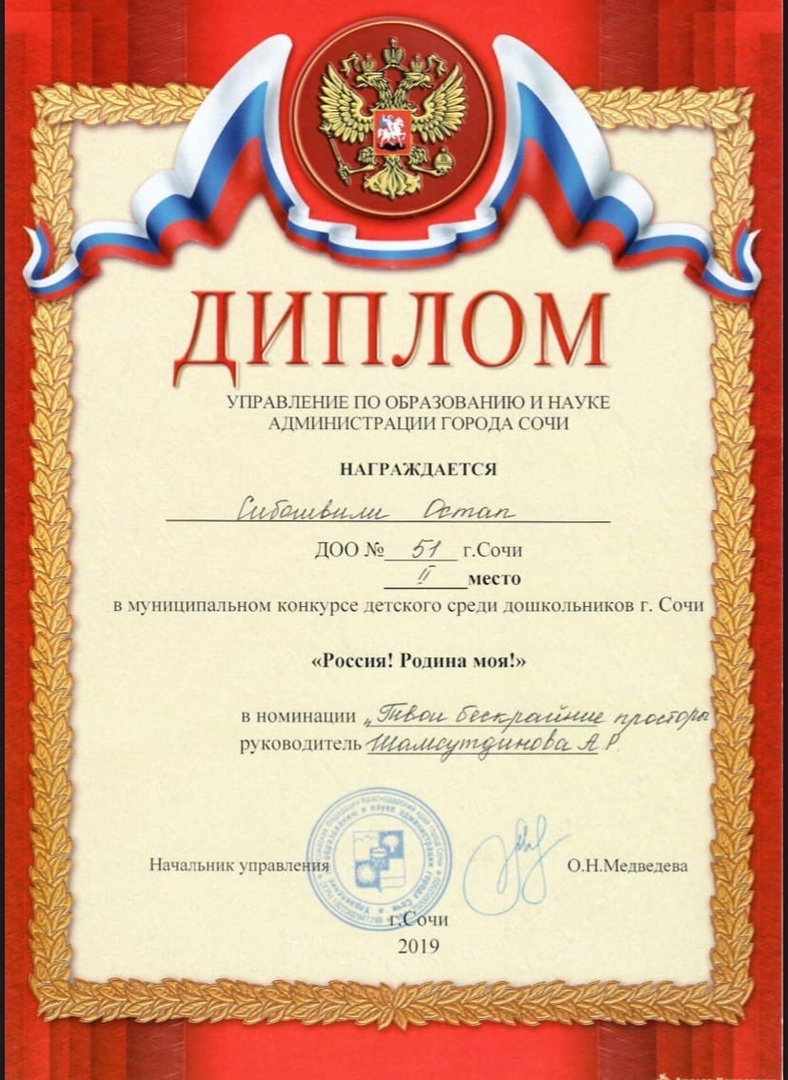 ДИПЛОМ
УПРАВЛЕНИЕ ПО ОБРАЗОВАНИЮ И НАУКЕ
АДМИНИСТРАЦИИ ГОРОДА СОЧИ
НАГРАЖДАЕТСЯ
Сибошвили Остап
ДОО № 51 г.Сочи
II место
в муниципальном конкурсе детского среди дошкольников г. Сочи
«Россия! Родина моя!»
в номинации „Твои бескрайние просторы
руководитель Шамсутдинова А.Р.
Начальник управления О.Н.Медведева
г.Сочи
2019